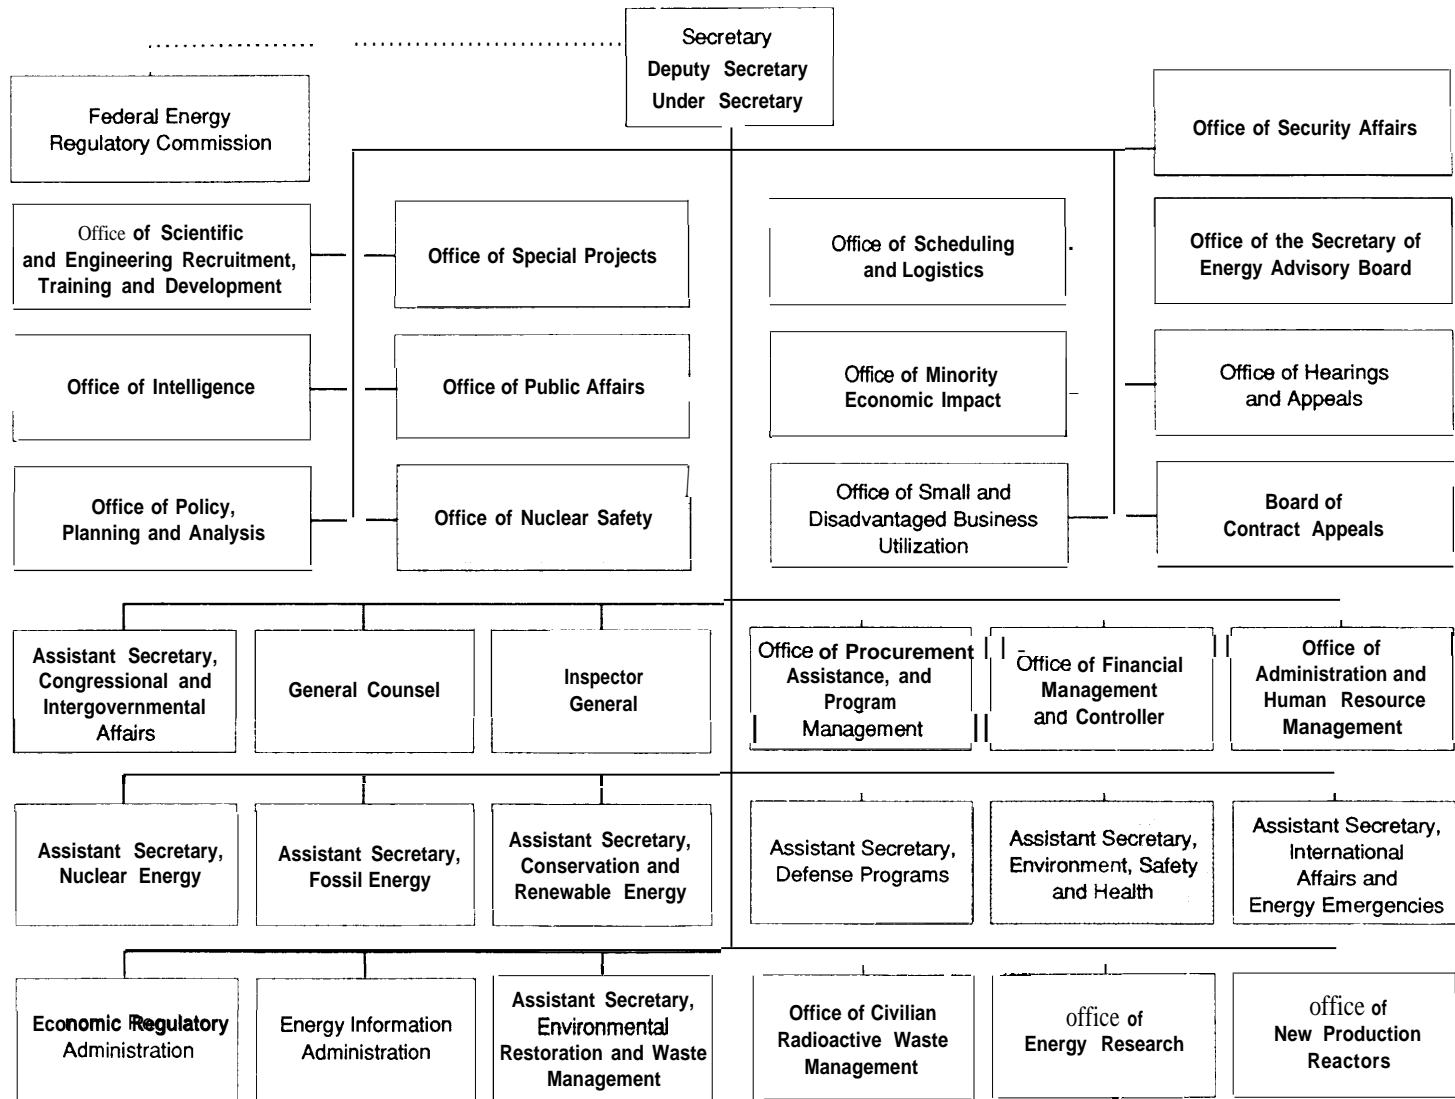 Secretary
Deputy Secretary
Under Secretary
Federal Energy
Regulatory Commission
Office of Security Affairs
Office of Scientific
and Engineering Recruitment,
Training and Development
Office of Special Projects
Office of Scheduling
and Logistics
Office of the Secretary of
Energy Advisory Board
Office of Intelligence
Office of Public Affairs
Office of Minority
Economic Impact
Office of Hearings
and Appeals
Office of Policy,
Planning and Analysis
Office of Nuclear Safety
Office of Small and
Disadvantaged Business
Utilization
Board of
Contract Appeals
Assistant Secretary,
Congressional and
Intergovernmental
Affairs
General Counsel
Inspector
General
Office of Procurement
Assistance, and
Program
Management
Office of Financial
Management
and Controller
Office of
Administration and
Human Resource
Management
Assistant Secretary,
Nuclear Energy
Assistant Secretary,
Fossil Energy
Assistant Secretary,
Conservation and
Renewable Energy
Assistant Secretary,
Defense Programs
Assistant Secretary,
Environment, Safety
and Health
Assistant Secretary,
International
Affairs and
Energy Emergencies
Economic Regulatory
Administration
Energy Information
Administration
Assistant Secretary,
Environmental
Restoration and Waste
Management
Office of Civilian
Radioactive Waste
Management
office of
Energy Research
office of
New Production
Reactors